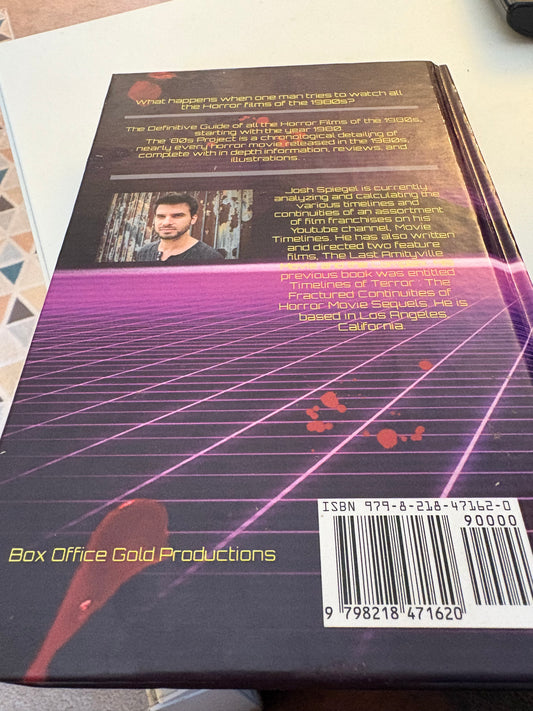 What happens when one man tries to watch all
the Horror films of the 1980s?
The Definitive Guide of all the Horror Films of the 1980s,
starting with the year 1980.
The '80s Project is a chronological detailing of
nearly every horror movie released in the 1980s,
complete with in depth information, reviews, and
illustrations.
Josh Spiegel is currently
analyzing and calculating the
various timelines and
continuities of an assortment
of film franchises on his
Youtube channel, Movie
Timelines. He has also written
and directed two feature
films, The Last Amityville
previous book was entitled
Timelines of Terror: The
Fractured Continuities of
Horror Movie Sequels. He is
based in Los Angeles,
California.
ISBN 979-8-218-47162-0
90000
9 798218 471620
Box Office Gold Productions